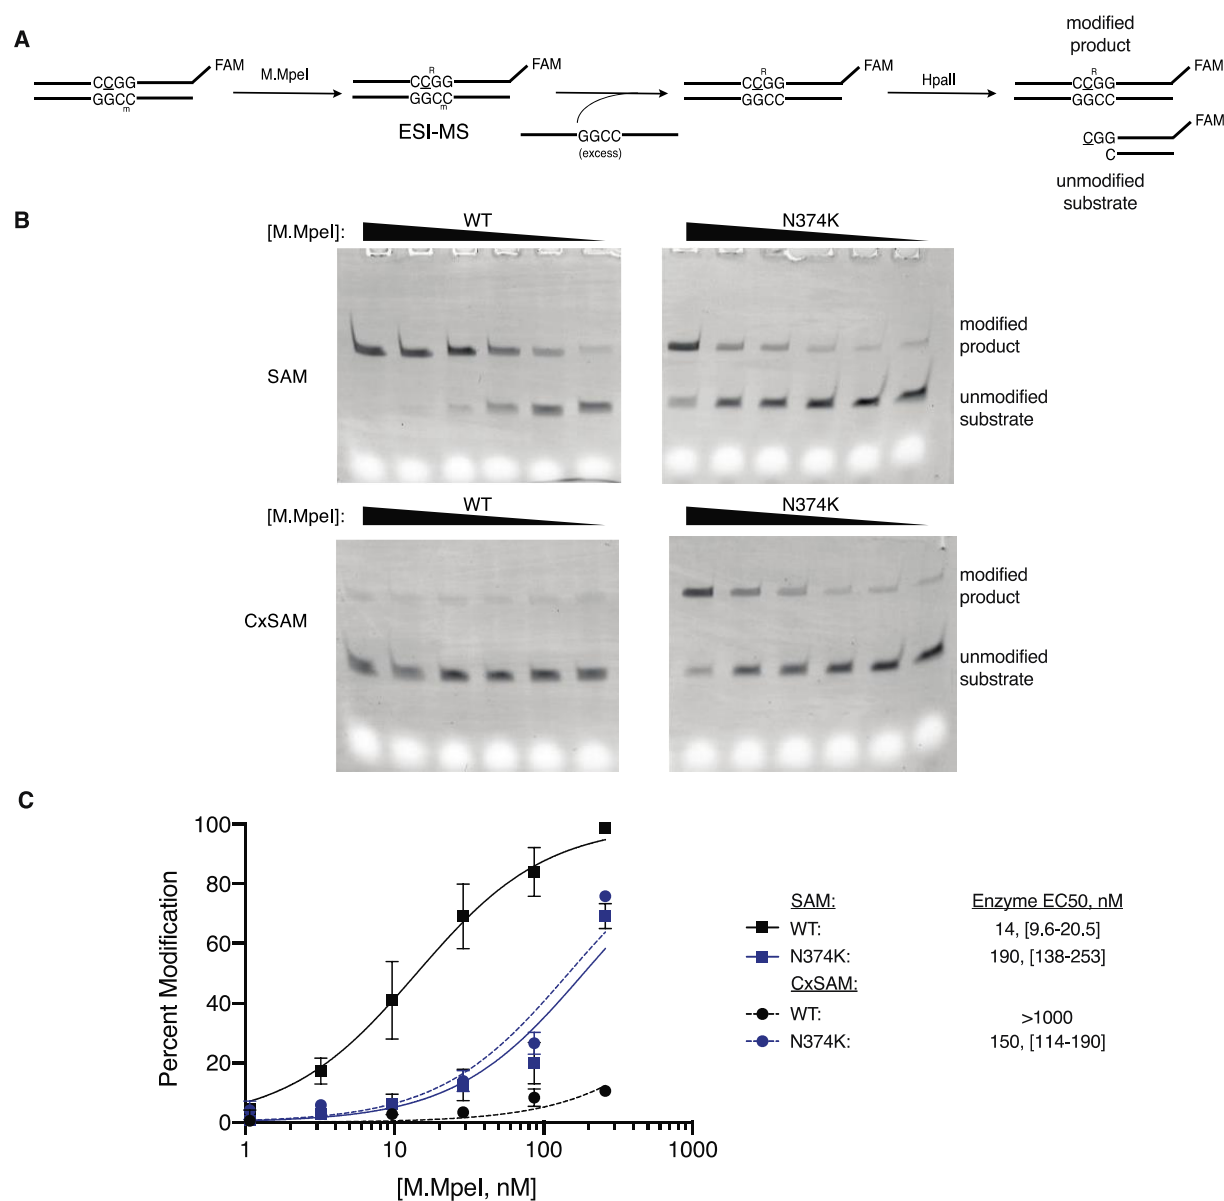 A
modified
product
FAM
M.MpeI
FAM
R
FAM
HpaII
R
FAM
CCGG
GGCC
m
R
CCGG
GGCC
m
CCGG
GGCC
CCGG
GGCC
ESI-MS
GGCC
(excess)
FAM
CGG
C
unmodified
substrate
B
[M.MpeI]:
WT
N374K
SAM
modified
product
unmodified
substrate
[M.MpeI]:
WT
N374K
CxSAM
modified
product
unmodified
substrate
C
Percent Modification
100
80
60
40
20
0
1
10
100
1000
[M.MpeI, nM]
SAM: Enzyme EC50, nM
WT: 14, [9.6-20.5]
N374K: 190, [138-253]
CxSAM:
WT: >1000
N374K: 150, [114-190]